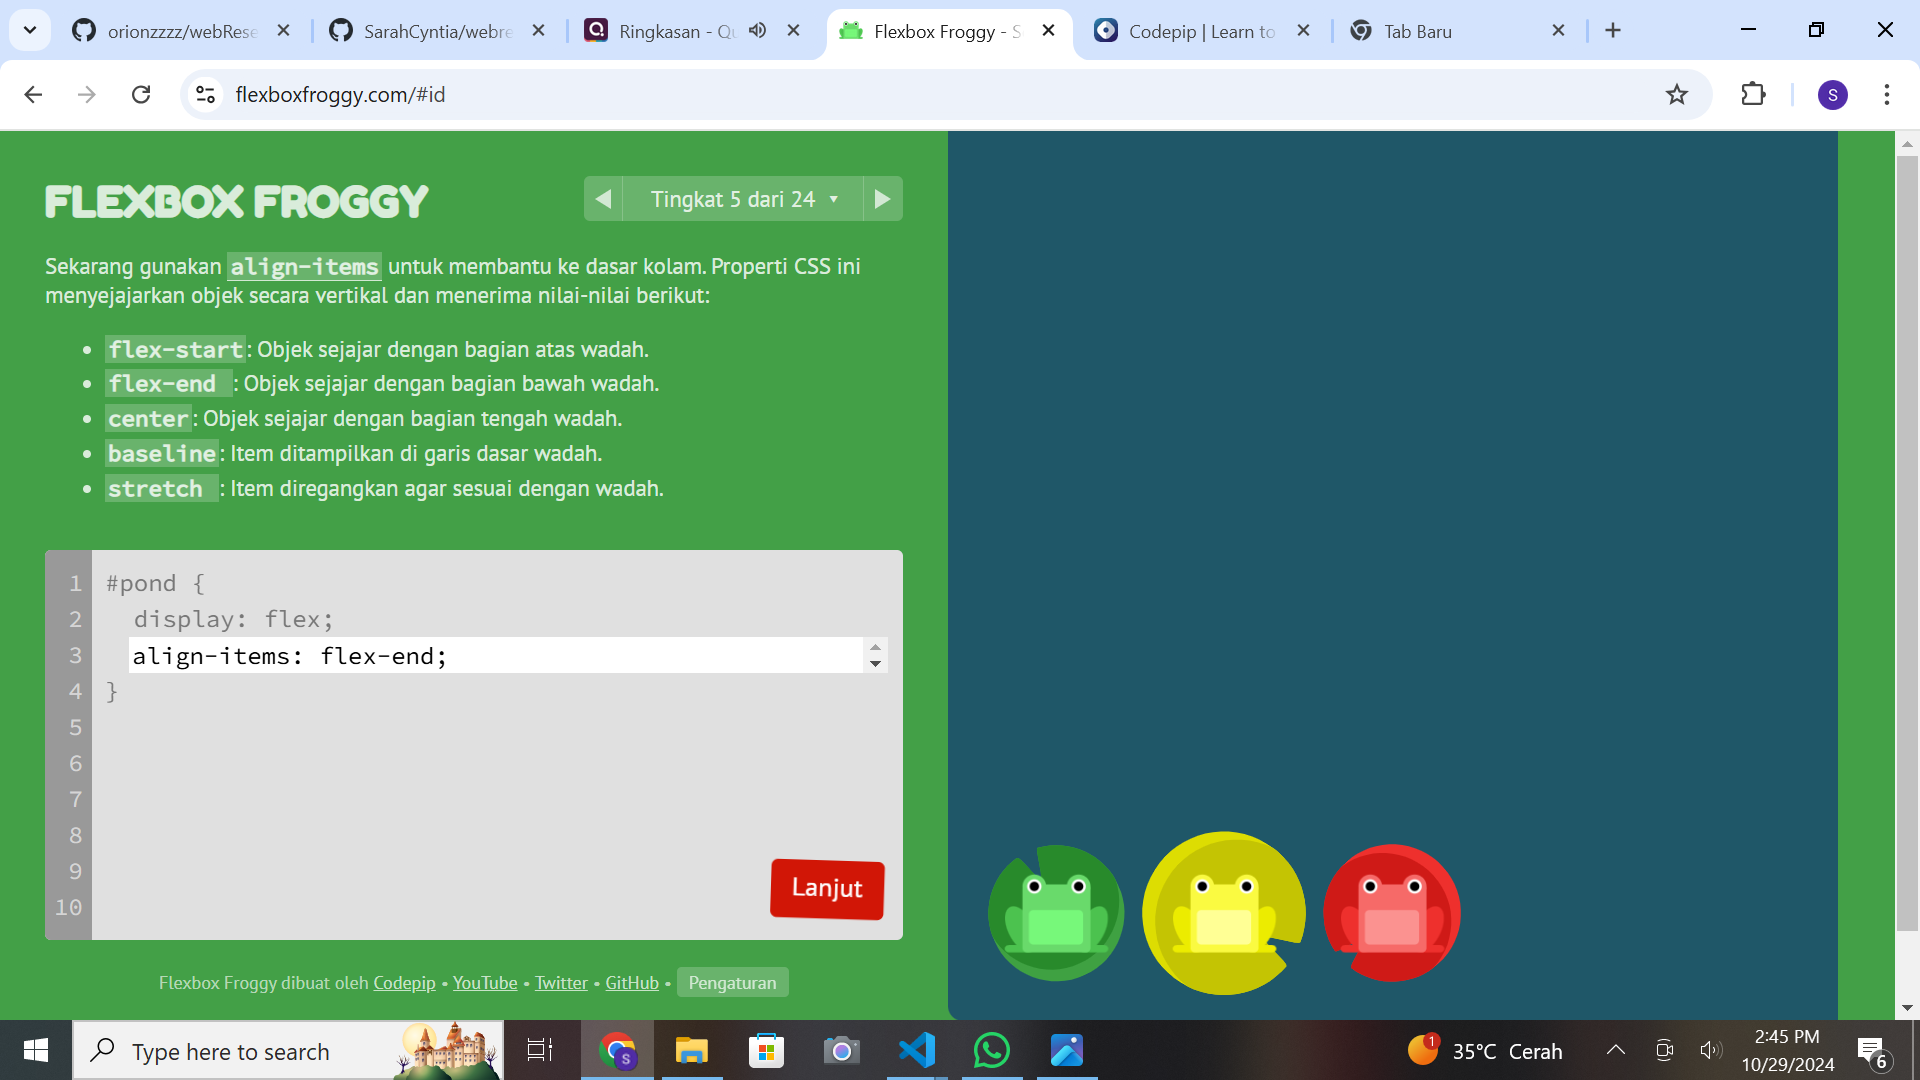 orionzzzz/webRese
SarahCyntia/webre
Ringkasan - Qu
Flexbox Froggy - S
Codepip | Learn to
Tab Baru
flexboxfroggy.com/#id
S
FLEXBOX FROGGY
Tingkat 5 dari 24
Sekarang gunakan align-items untuk membantu ke dasar kolam. Properti CSS ini
menyejajarkan objek secara vertikal dan menerima nilai-nilai berikut:
• flex-start: Objek sejajar dengan bagian atas wadah.
• flex-end : Objek sejajar dengan bagian bawah wadah.
• center: Objek sejajar dengan bagian tengah wadah.
• baseline: Item ditampilkan di garis dasar wadah.
• stretch : Item diregangkan agar sesuai dengan wadah.
1 #pond {
2 display: flex;
3 align-items: flex-end;
4 }
5
6
7
8
9
10
Lanjut
Flexbox Froggy dibuat oleh Codepip • YouTube • Twitter • GitHub • Pengaturan
Type here to search
S
1
35°C Cerah
2:45 PM
10/29/2024
6